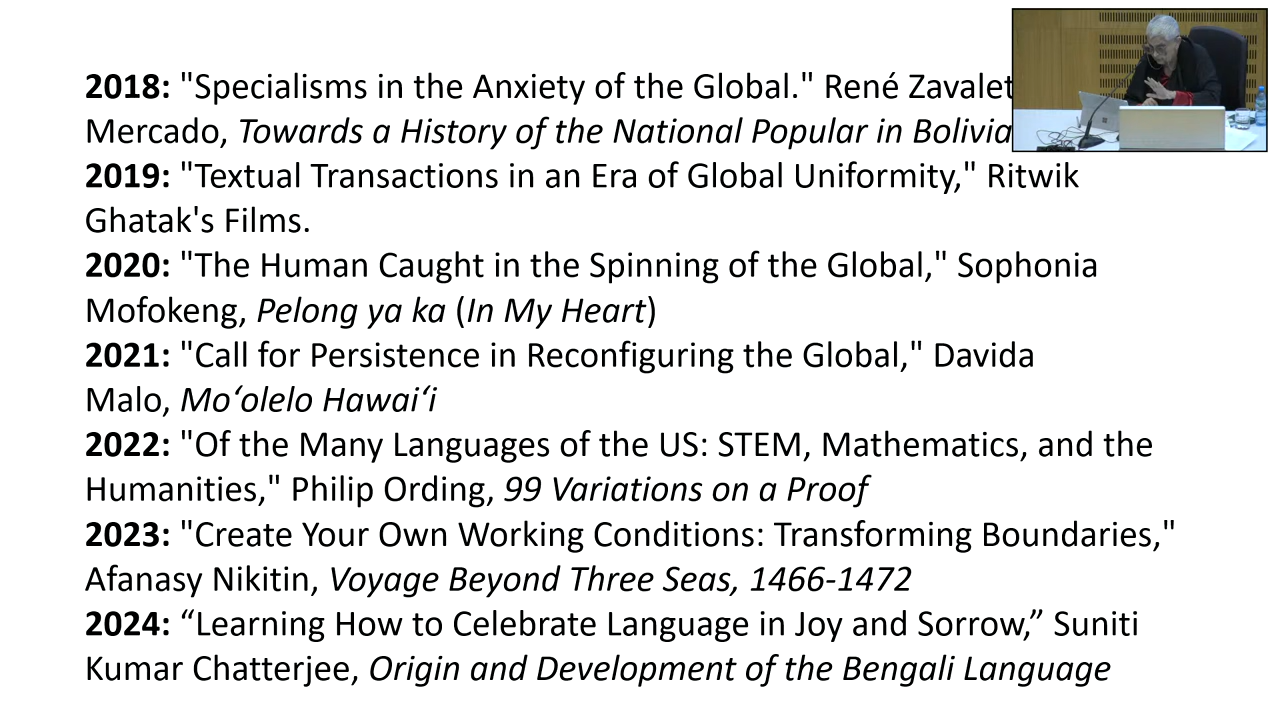 2018: "Specialisms in the Anxiety of the Global." René Zavalet
Mercado, Towards a History of the National Popular in Bolivia
2019: "Textual Transactions in an Era of Global Uniformity," Ritwik
Ghatak's Films.
2020: "The Human Caught in the Spinning of the Global," Sophonia
Mofokeng, Pelong ya ka (In My Heart)
2021: "Call for Persistence in Reconfiguring the Global," Davida
Malo, Moʻolelo Hawaiʻi
2022: "Of the Many Languages of the US: STEM, Mathematics, and the
Humanities," Philip Ording, 99 Variations on a Proof
2023: "Create Your Own Working Conditions: Transforming Boundaries,"
Afanasy Nikitin, Voyage Beyond Three Seas, 1466-1472
2024: “Learning How to Celebrate Language in Joy and Sorrow,” Suniti
Kumar Chatterjee, Origin and Development of the Bengali Language